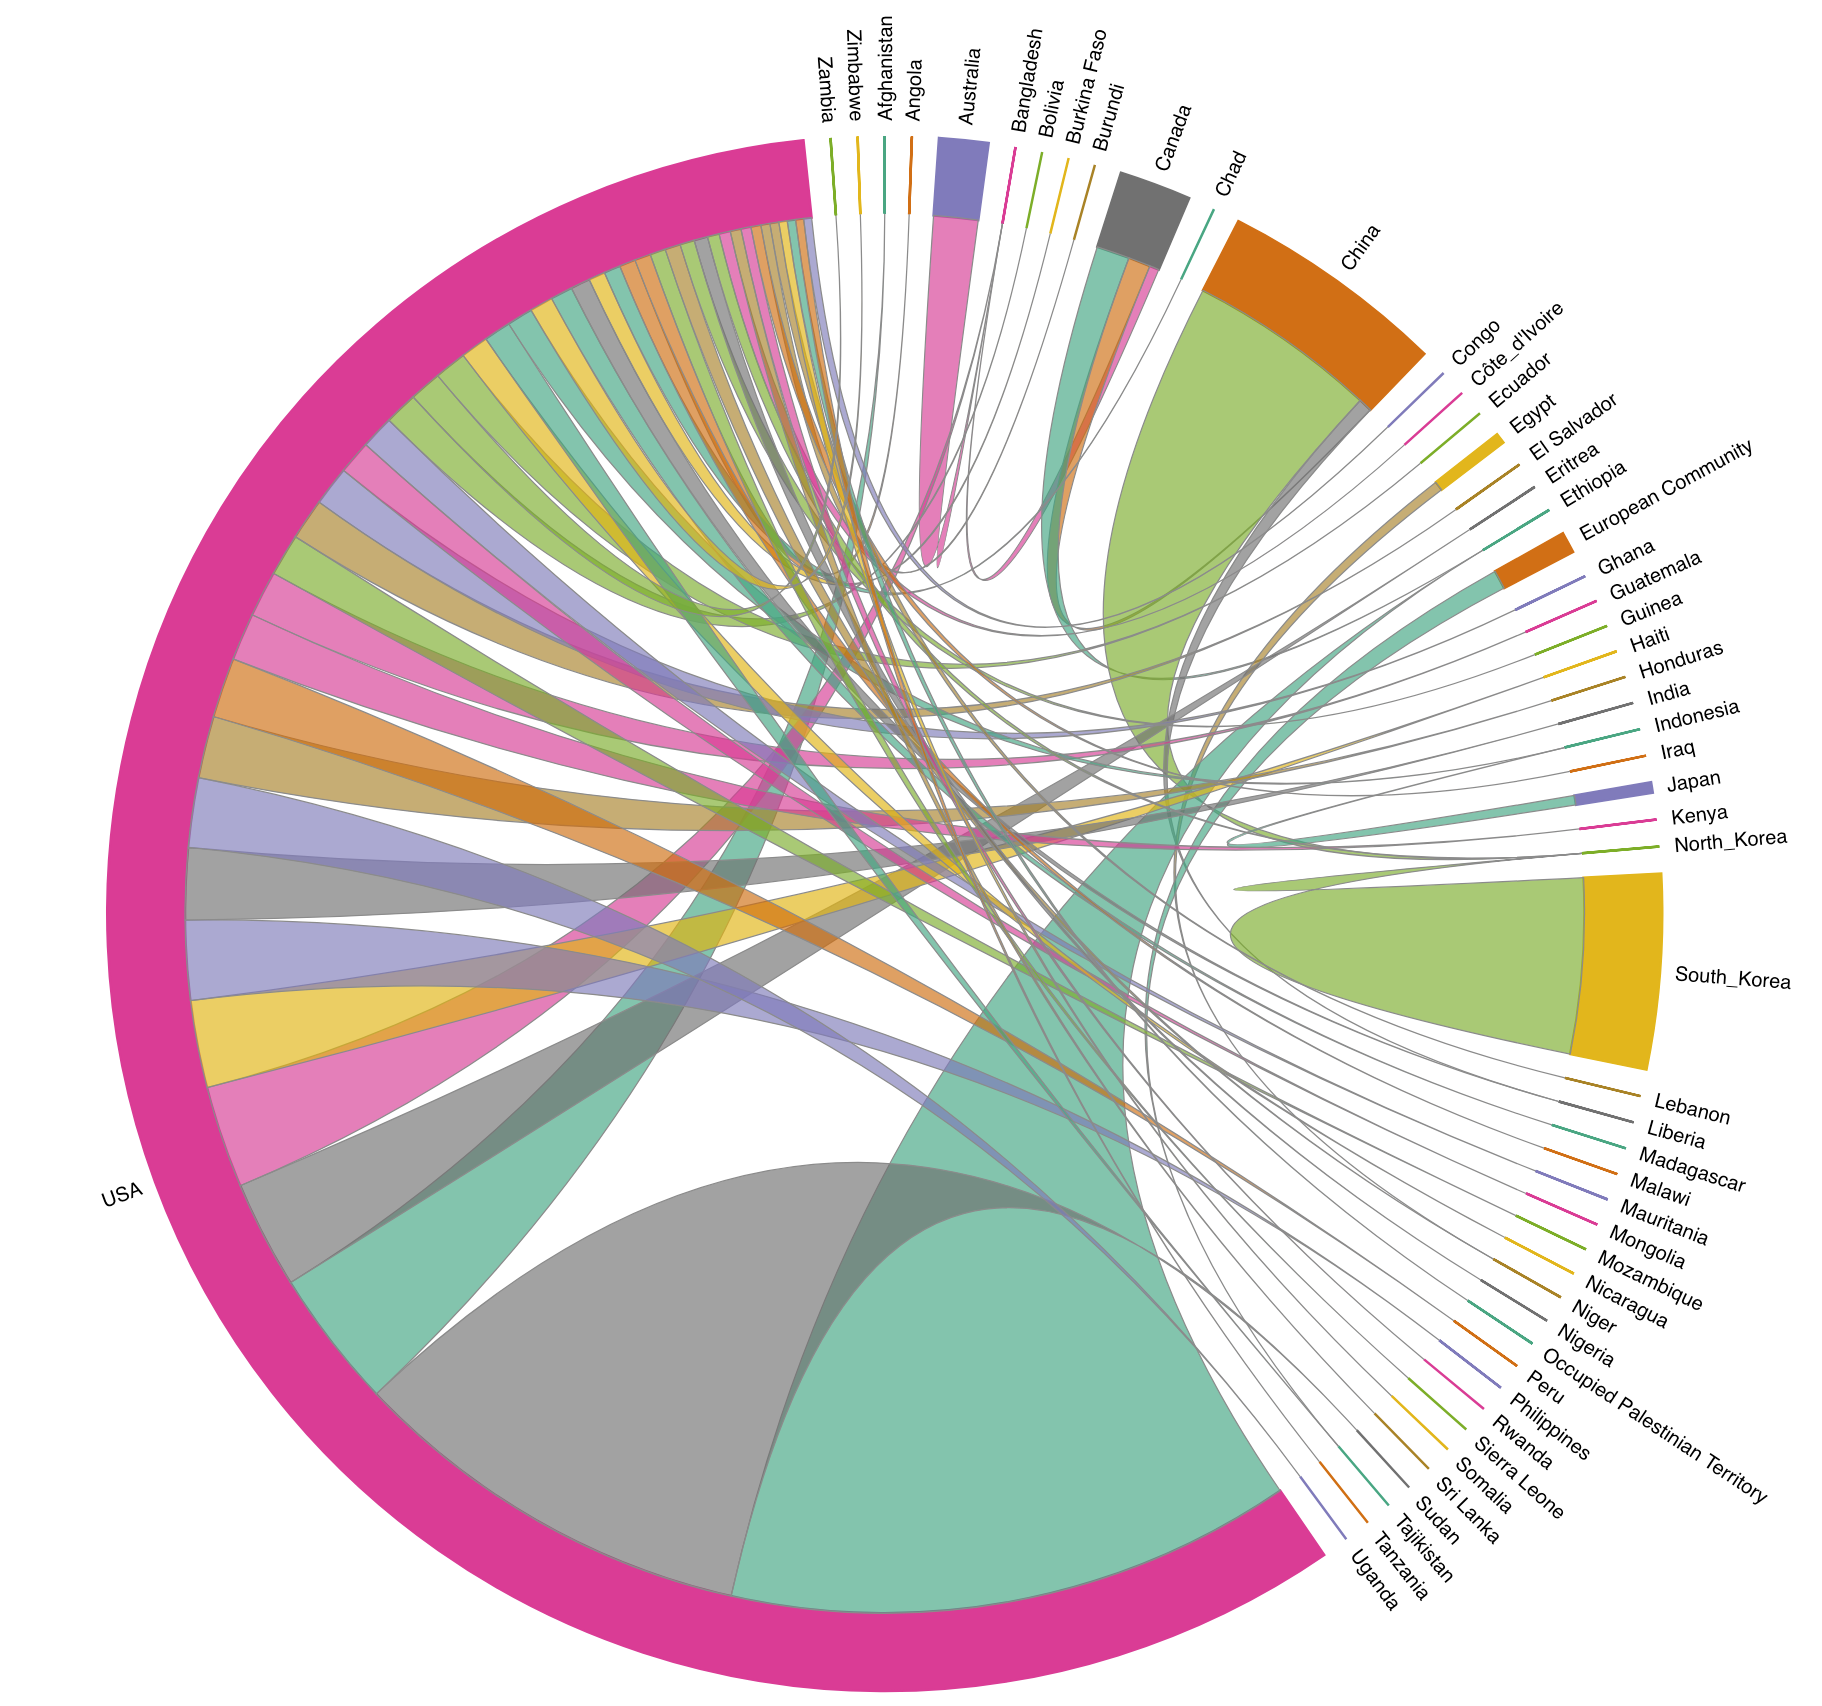 Zambia
Zimbabwe
Afghanistan
Angola
Australia
Bangladesh
Bolivia
Burkina Faso
Burundi
Canada
Chad
China
Congo
Côte_d'Ivoire
Ecuador
Egypt
El Salvador
Eritrea
Ethiopia
European Community
Ghana
Guatemala
Guinea
Haiti
Honduras
India
Indonesia
Iraq
Japan
Kenya
North_Korea
South_Korea
Lebanon
Liberia
Madagascar
Malawi
Mauritania
Mongolia
Mozambique
Nicaragua
Niger
Nigeria
Occupied Palestinian Territory
Peru
Philippines
Rwanda
Sierra Leone
Somalia
Sri Lanka
Sudan
Tajikistan
Tanzania
Uganda
USA